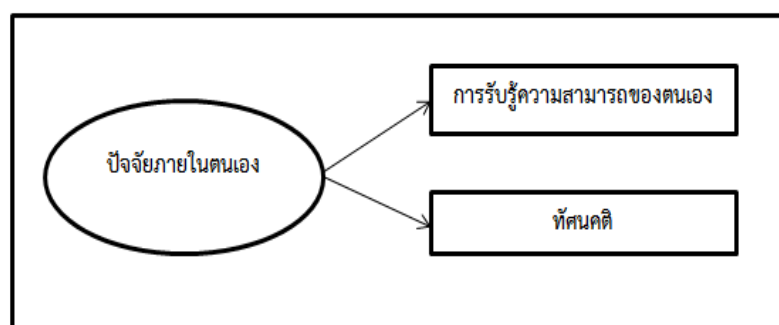 การรับรู้ความสามารถของตนเอง
ปัจจัยภายในตนเอง
ทัศนคติ